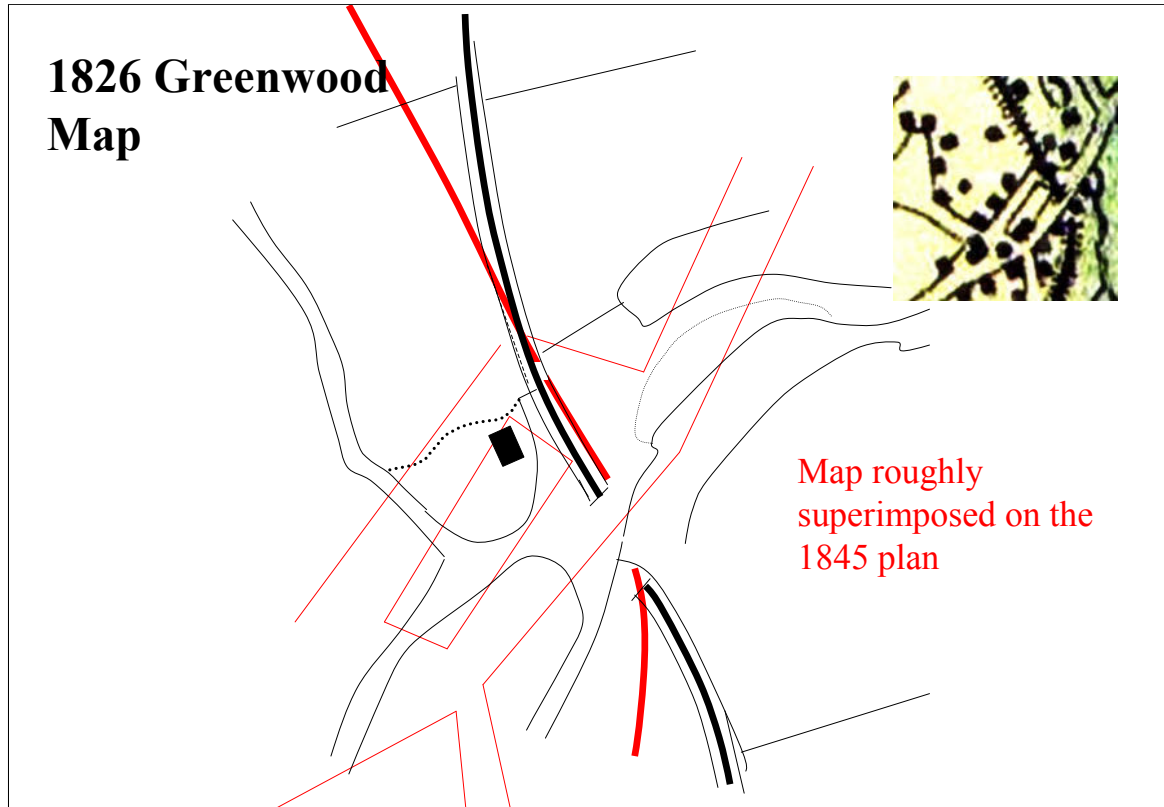 1826 Greenwood
Map
Map roughly
superimposed on the
1845 plan